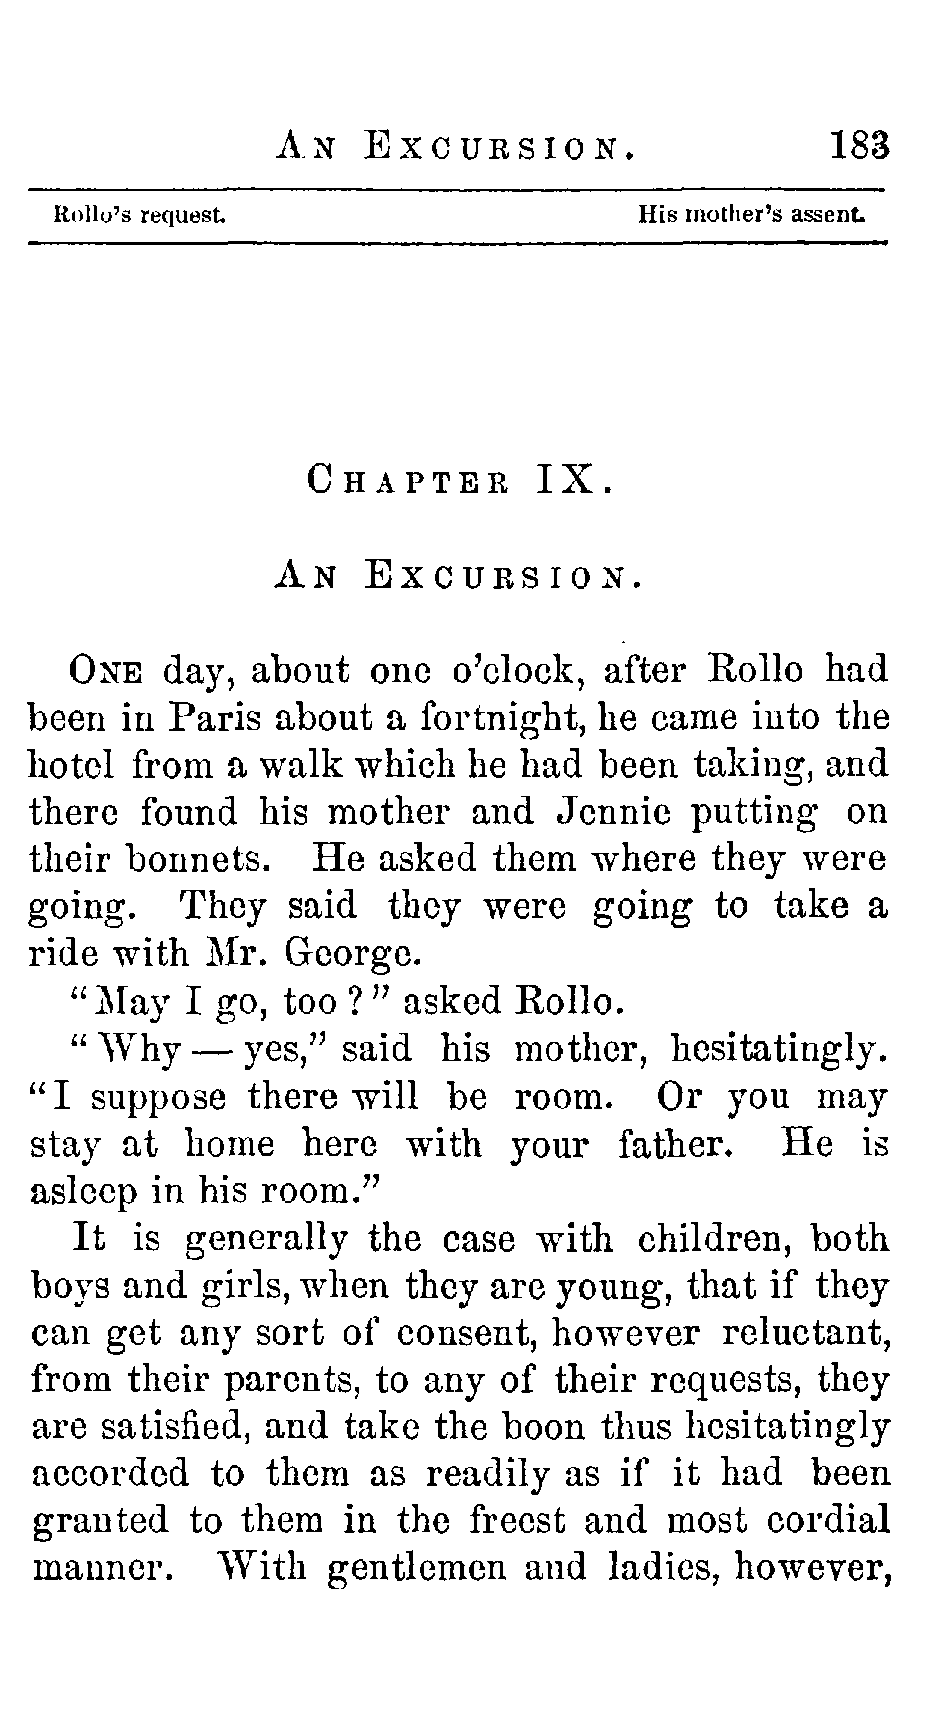 AN EXCURSION. 183
Rollo's request. His mother's assent.
CHAPTER IX.
AN EXCURSION.
ONE day, about one o'clock, after Rollo had
been in Paris about a fortnight, he came into the
hotel from a walk which he had been taking, and
there found his mother and Jennie putting on
their bonnets. He asked them where they were
going. They said they were going to take a
ride with Mr. George.
“May I go, too?” asked Rollo.
“Why — yes,” said his mother, hesitatingly.
“I suppose there will be room. Or you may
stay at home here with your father. He is
asleep in his room.”
It is generally the case with children, both
boys and girls, when they are young, that if they
can get any sort of consent, however reluctant,
from their parents, to any of their requests, they
are satisfied, and take the boon thus hesitatingly
accorded to them as readily as if it had been
granted to them in the freest and most cordial
manner. With gentlemen and ladies, however,